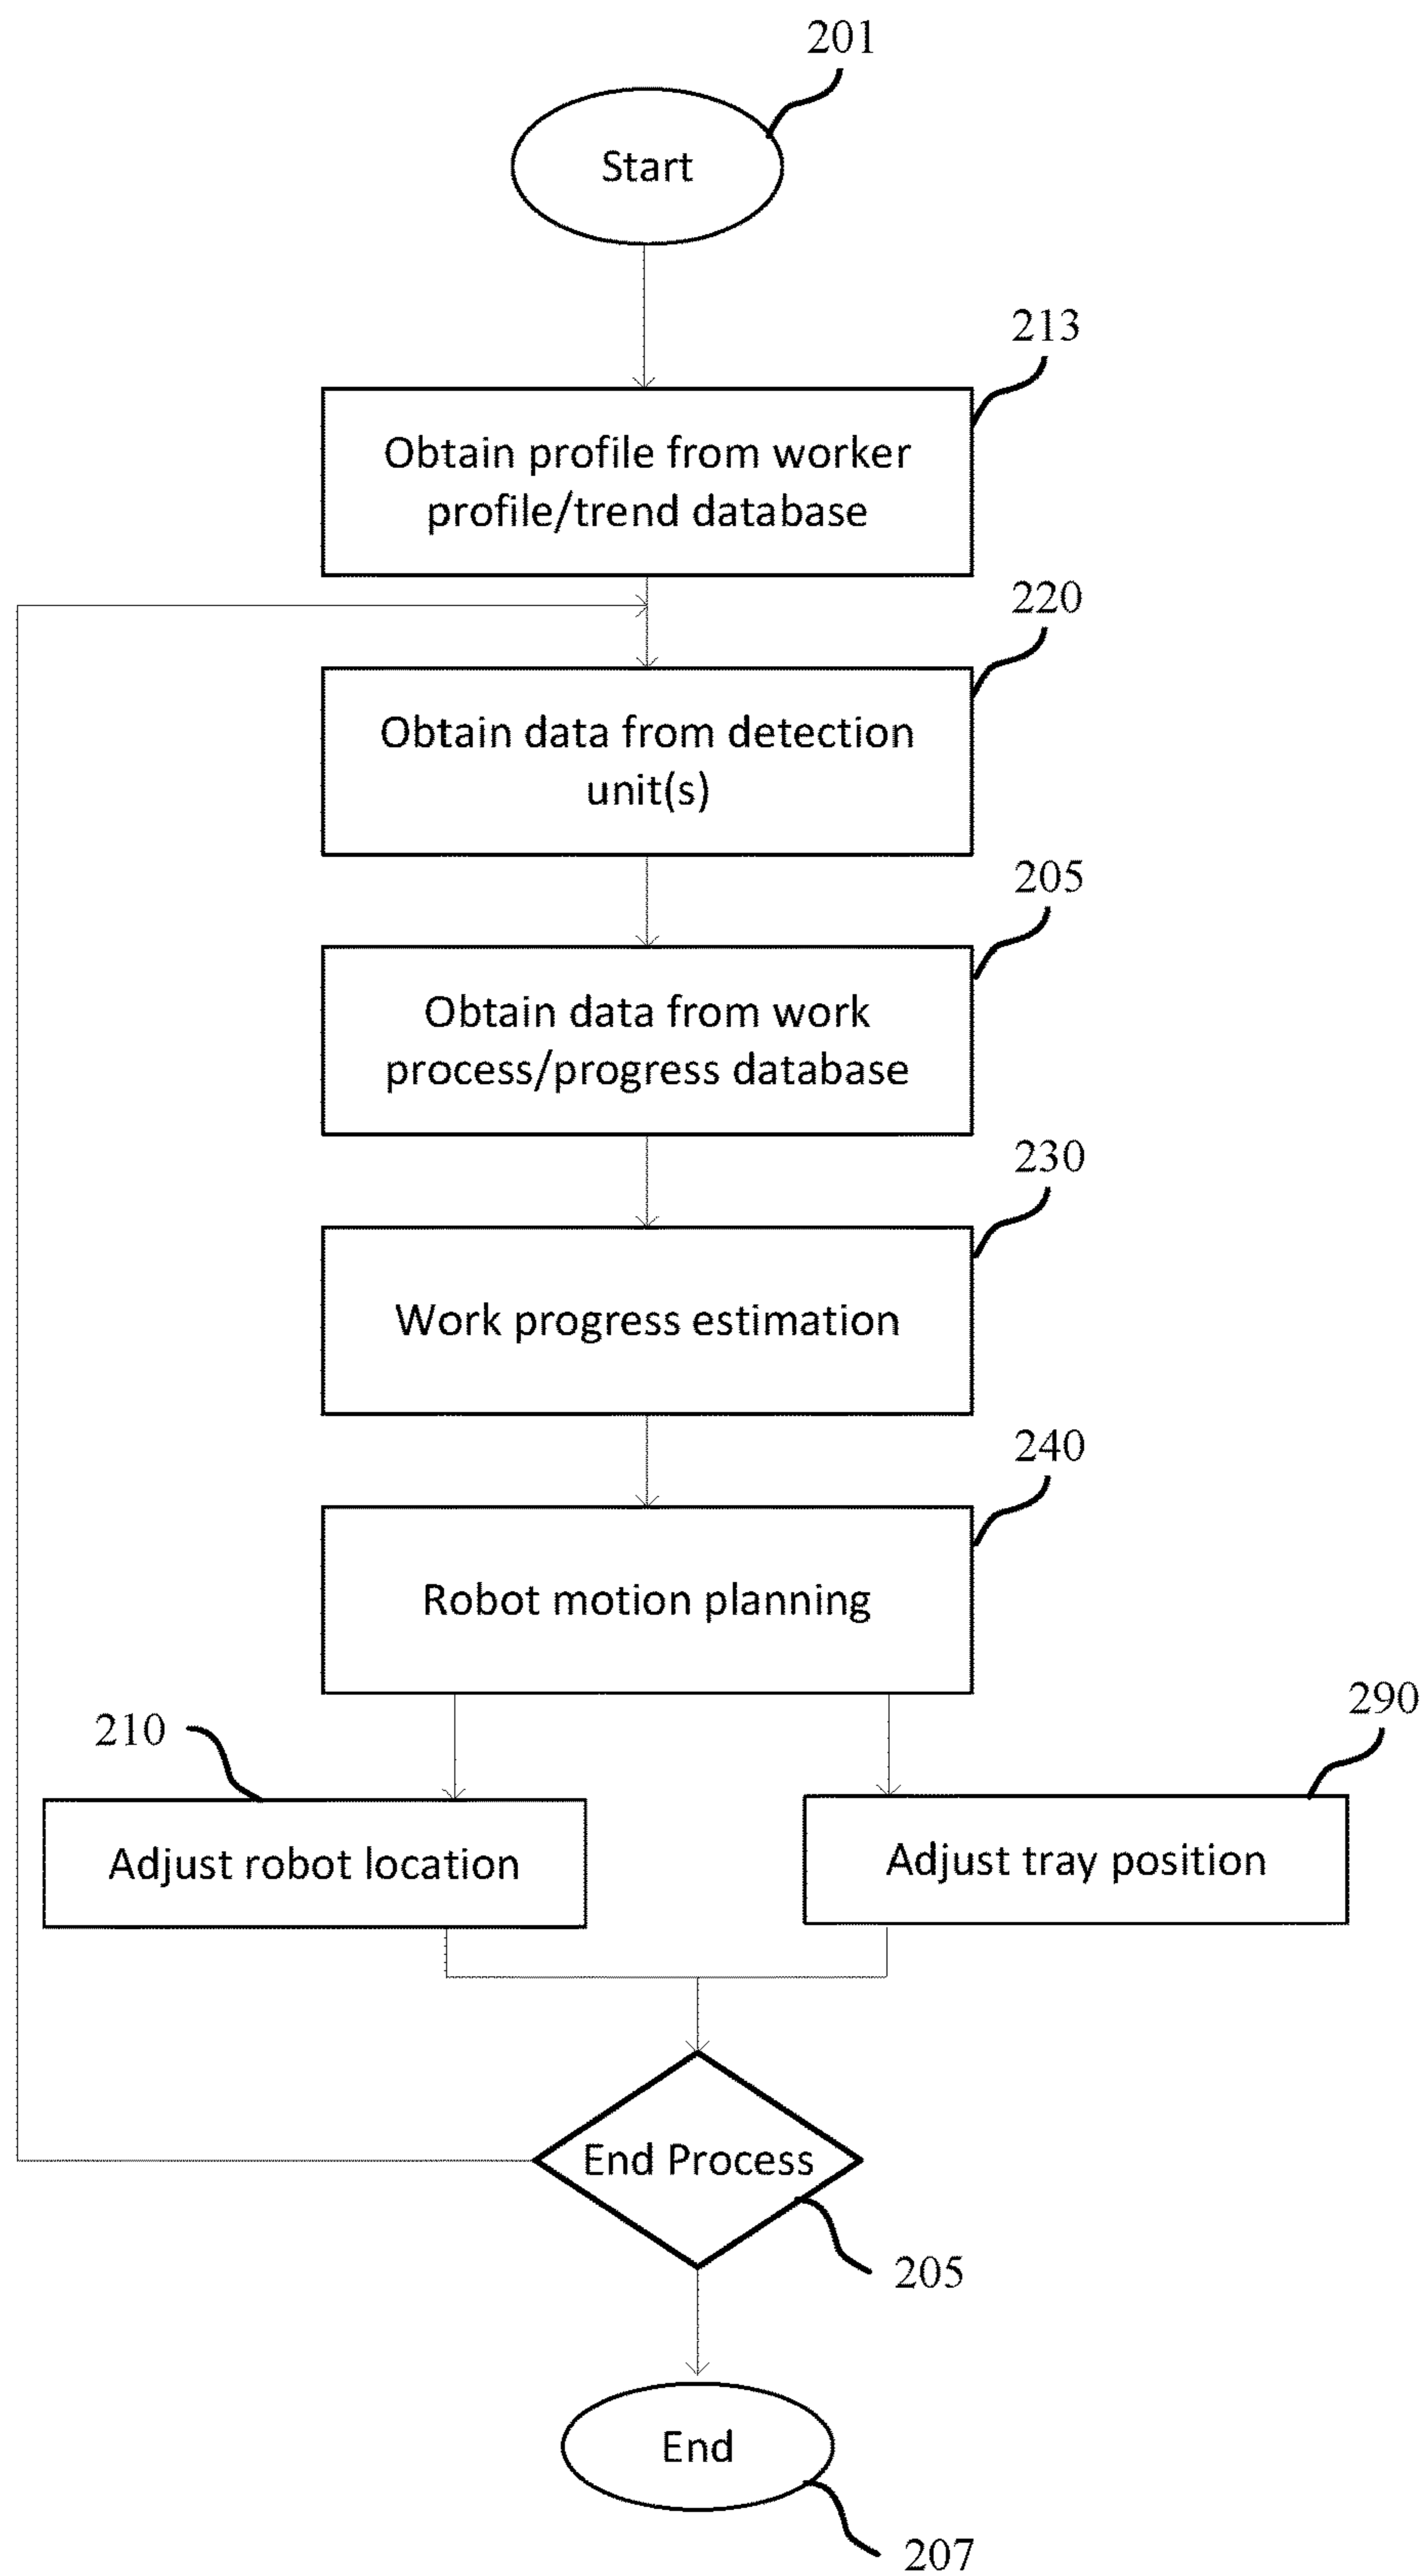 201
Start
213
Obtain profile from worker
profile/trend database
220
Obtain data from detection
unit(s)
205
Obtain data from work
process/progress database
230
Work progress estimation
240
Robot motion planning
210
290
Adjust robot location
Adjust tray position
End Process
205
End
207